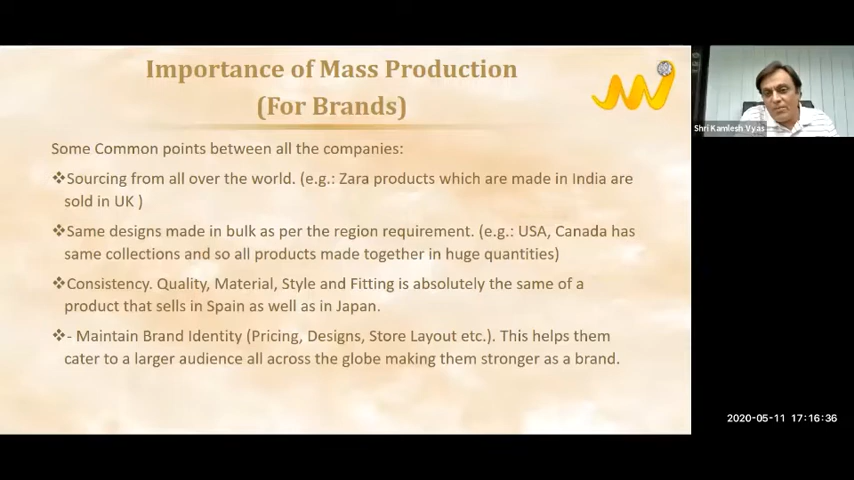 Importance of Mass Production
(For Brands)
Some Common points between all the companies:
❖Sourcing from all over the world. (e.g.: Zara products which are made in India are
sold in UK )
❖Same designs made in bulk as per the region requirement. (e.g.: USA, Canada has
same collections and so all products made together in huge quantities)
❖Consistency. Quality, Material, Style and Fitting is absolutely the same of a
product that sells in Spain as well as in Japan.
❖- Maintain Brand Identity (Pricing, Designs, Store Layout etc.). This helps them
cater to a larger audience all across the globe making them stronger as a brand.
Shri Kamlesh Vyas
2020-05-11 17:16:36